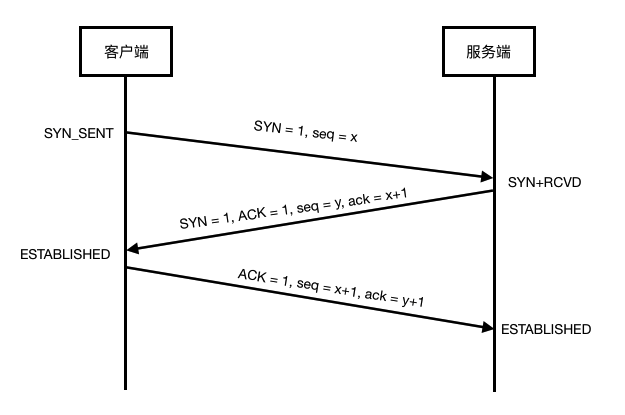 客户端
服务端
SYN = 1, seq = x
SYN_SENT
SYN+RCVD
SYN = 1, ACK = 1, seq = y, ack = x+1
ESTABLISHED
ACK = 1, seq = x+1, ack = y+1
ESTABLISHED